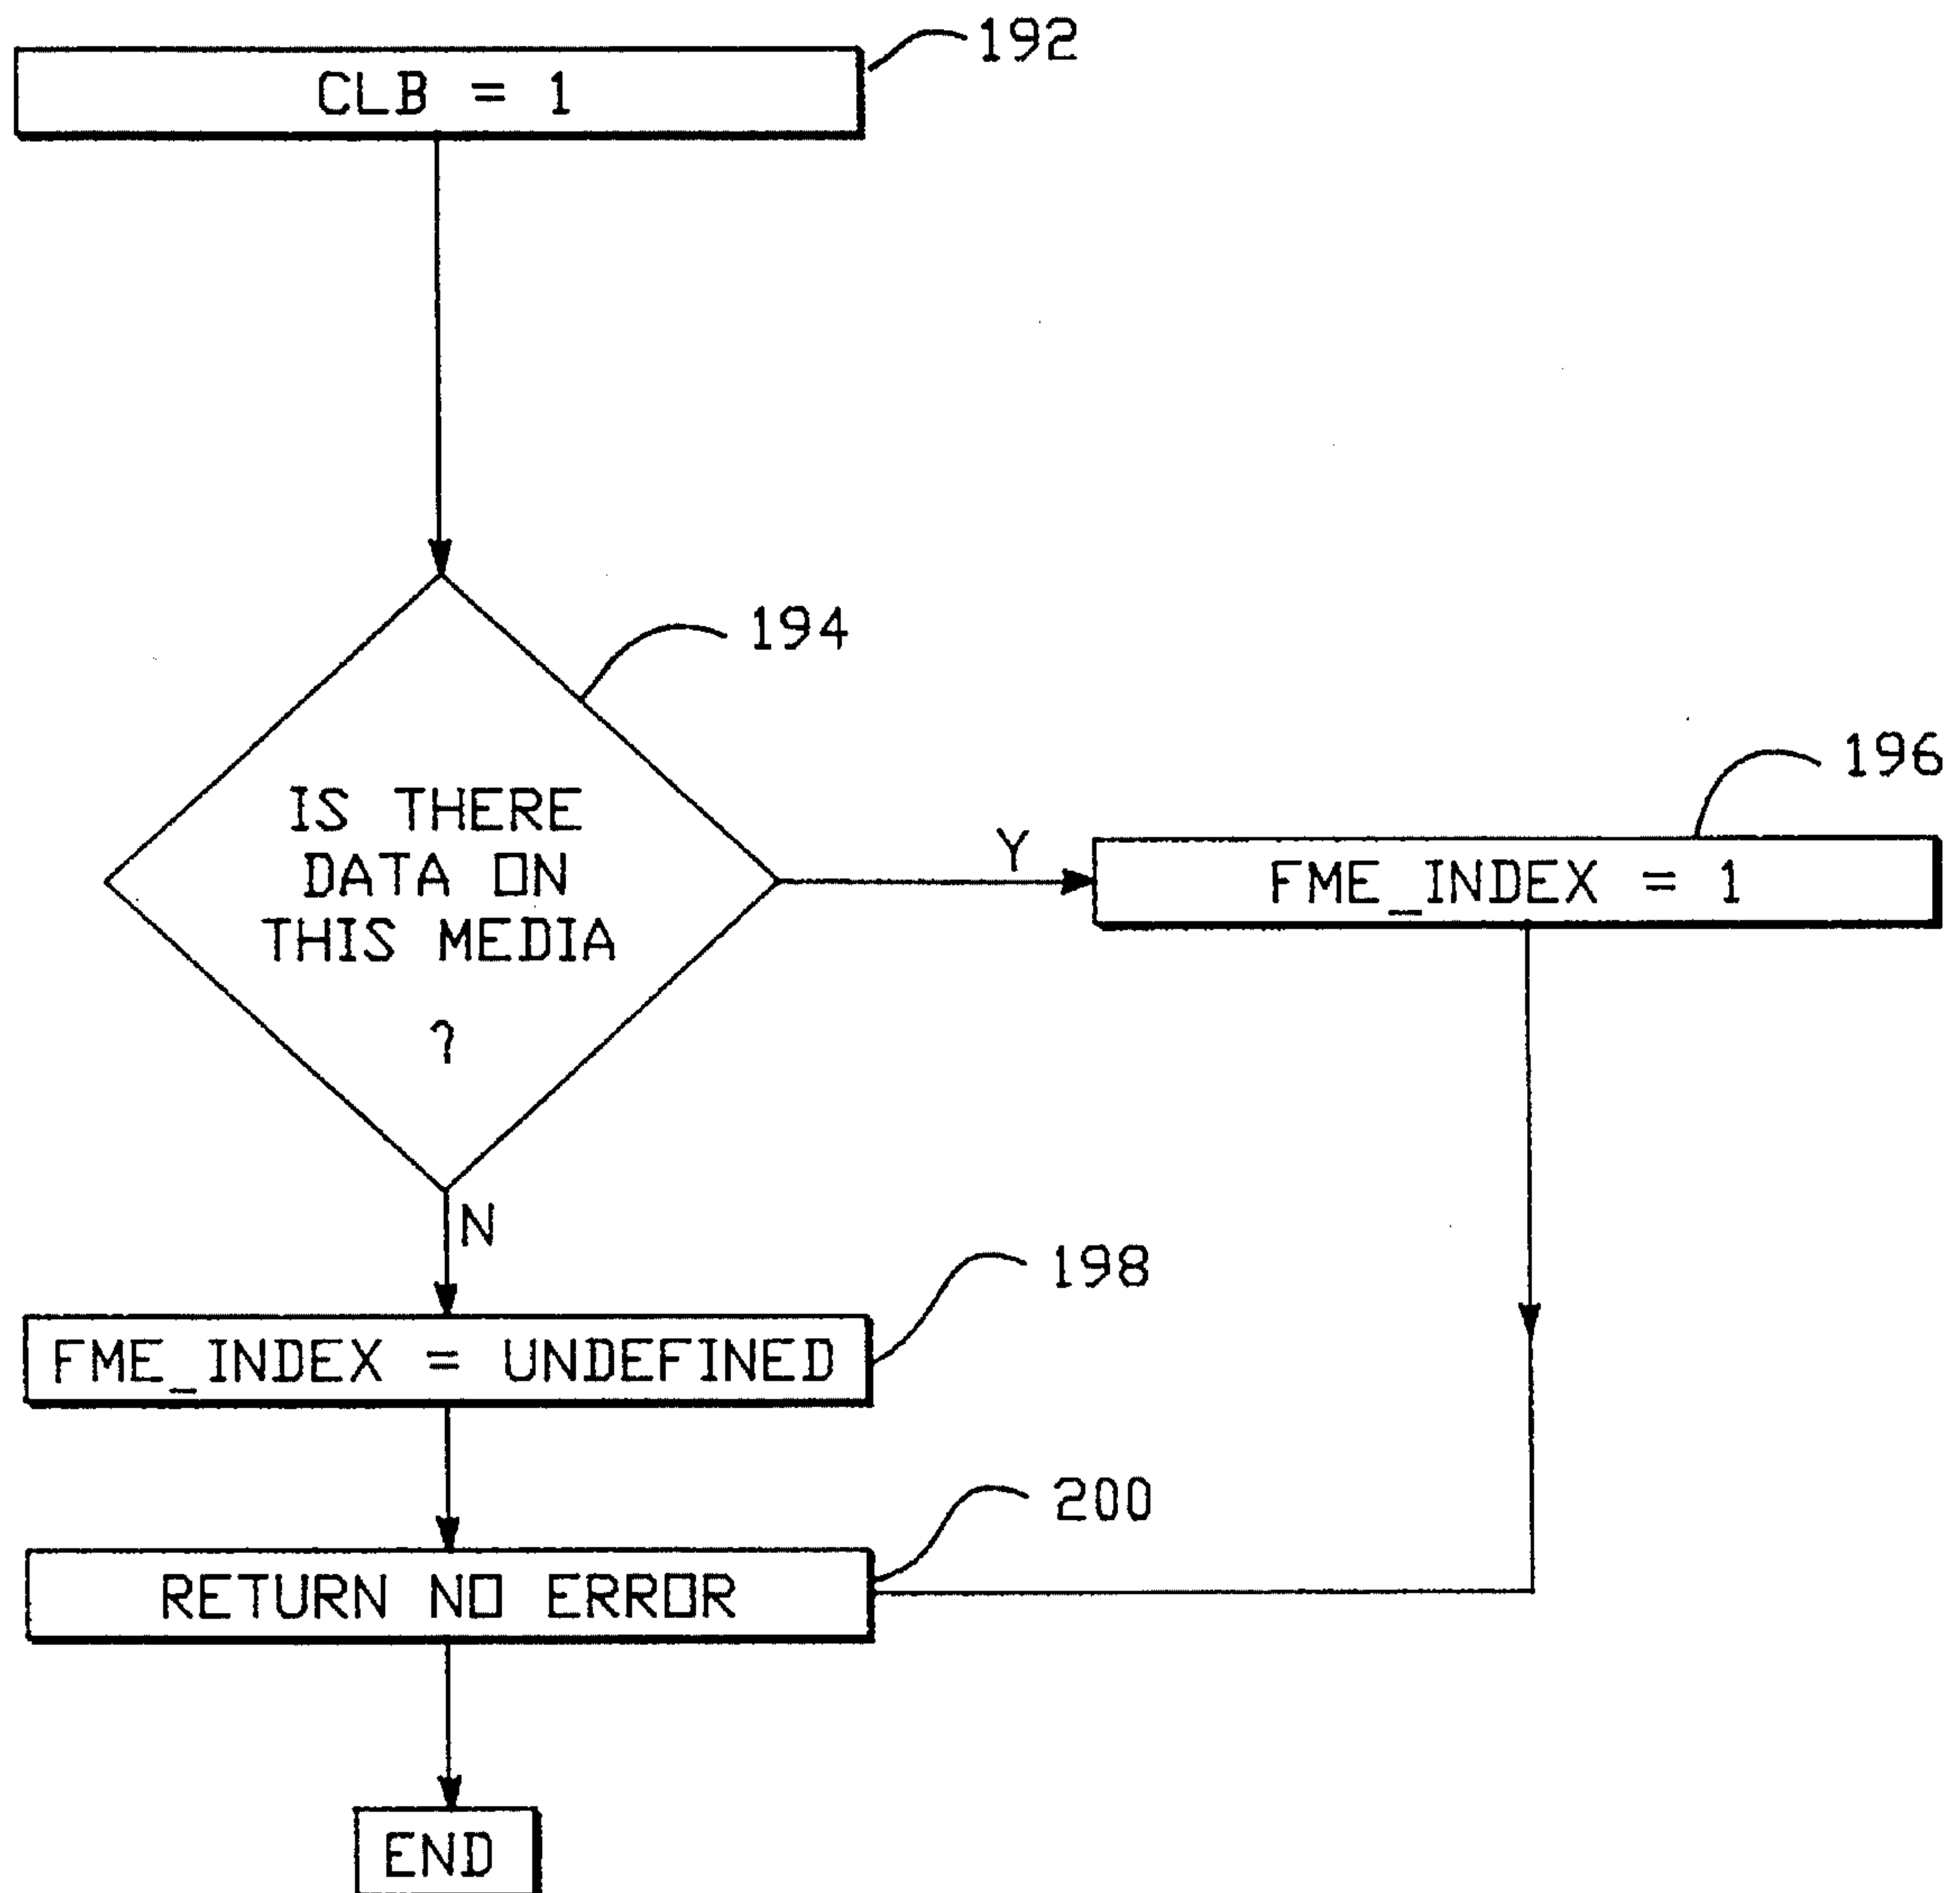 192
CLB = 1
194
IS THERE
DATA ON
THIS MEDIA
?
Y
196
FME_INDEX = 1
N
198
FME_INDEX = UNDEFINED
200
RETURN NO ERROR
END